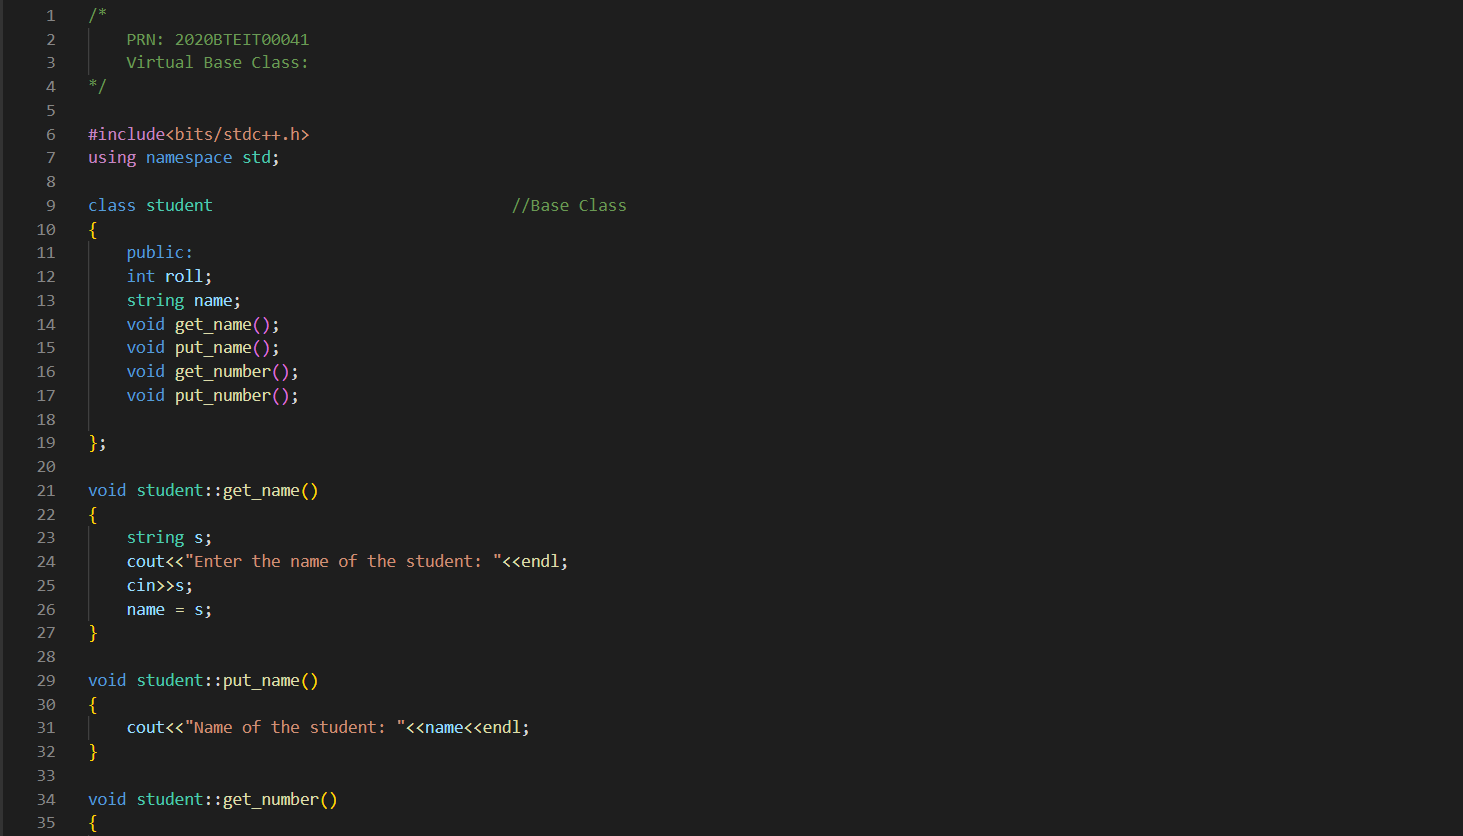 1 /*
2 PRN: 2020BTEIT00041
3 Virtual Base Class:
4 */
5
6 #include<bits/stdc++.h>
7 using namespace std;
8
9 class student //Base Class
10 {
11 public:
12 int roll;
13 string name;
14 void get_name();
15 void put_name();
16 void get_number();
17 void put_number();
18
19 };
20
21 void student::get_name()
22 {
23 string s;
24 cout<<"Enter the name of the student: "<<endl;
25 cin>>s;
26 name = s;
27 }
28
29 void student::put_name()
30 {
31 cout<<"Name of the student: "<<name<<endl;
32 }
33
34 void student::get_number()
35 {